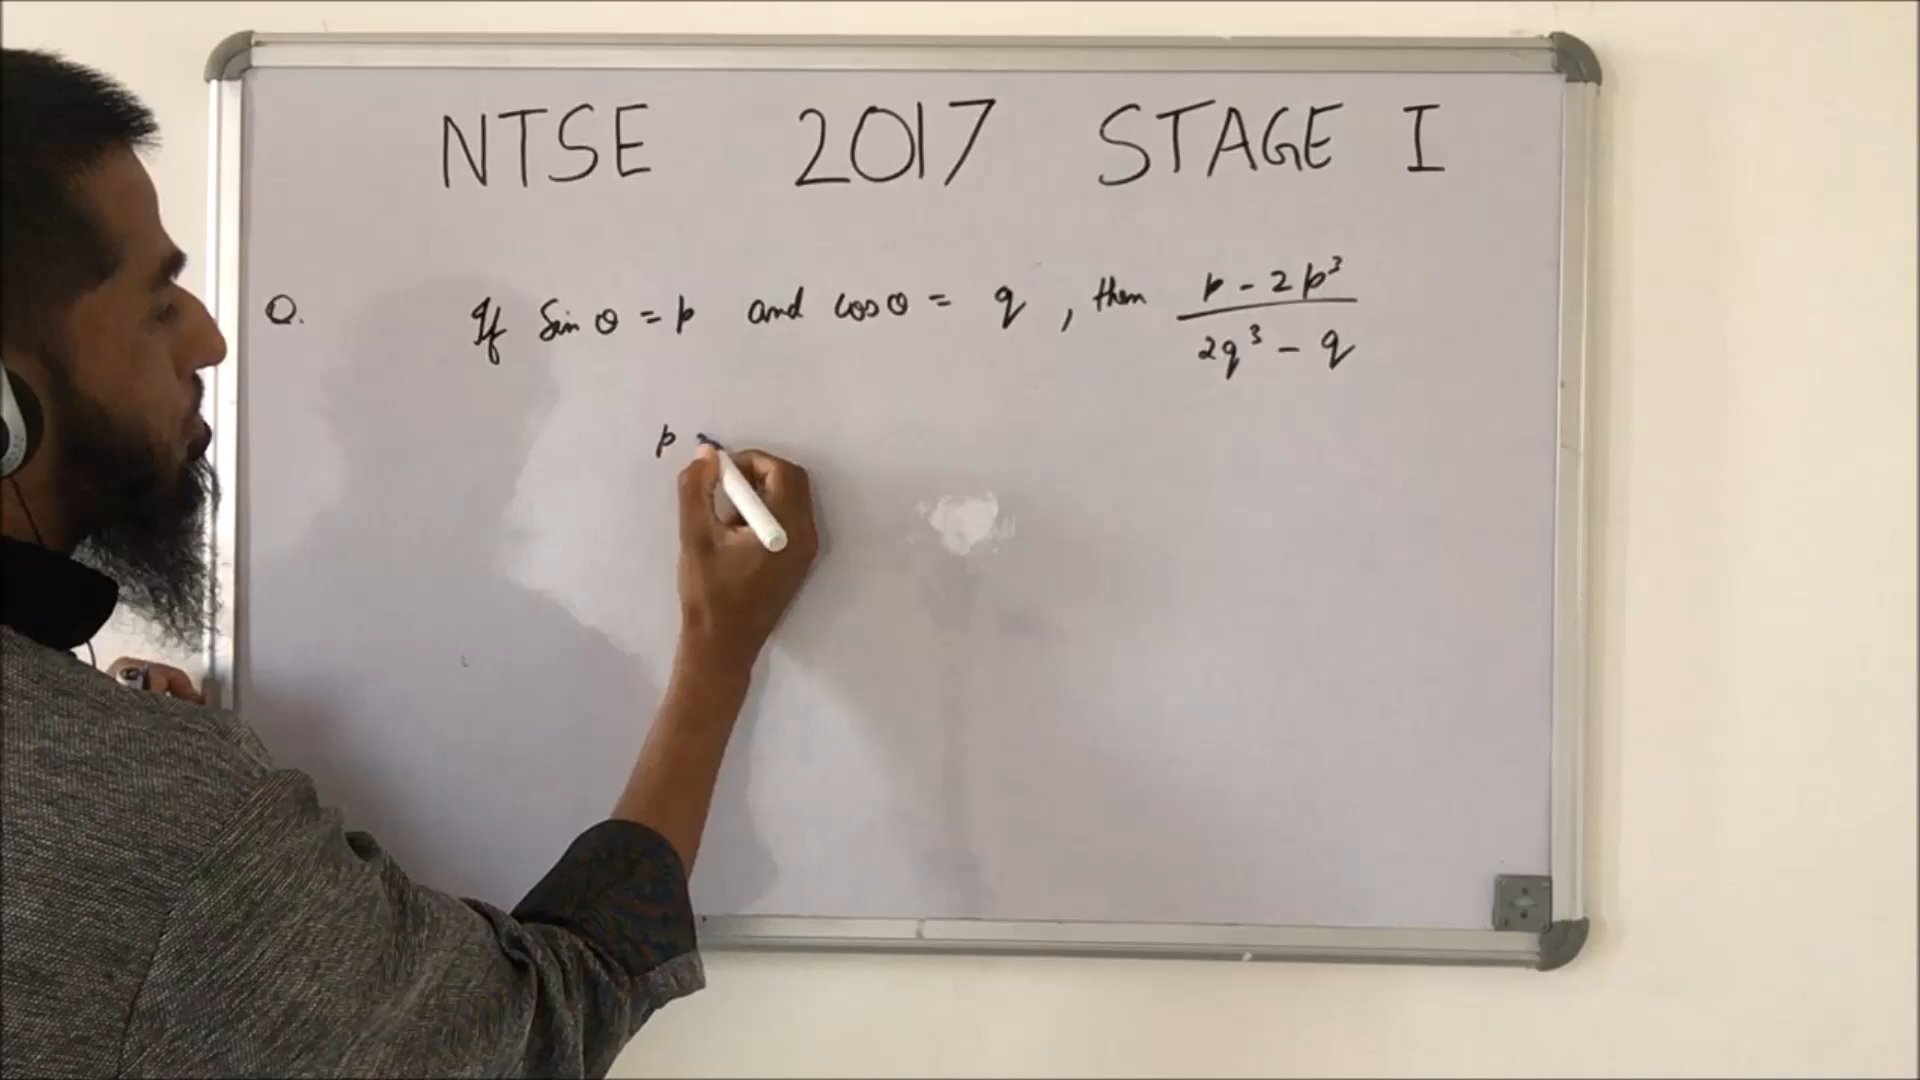 NTSE 2017 STAGE I
Q. If Sin θ = p and cos θ = q , then p - 2p³ / 2q³ - q
p